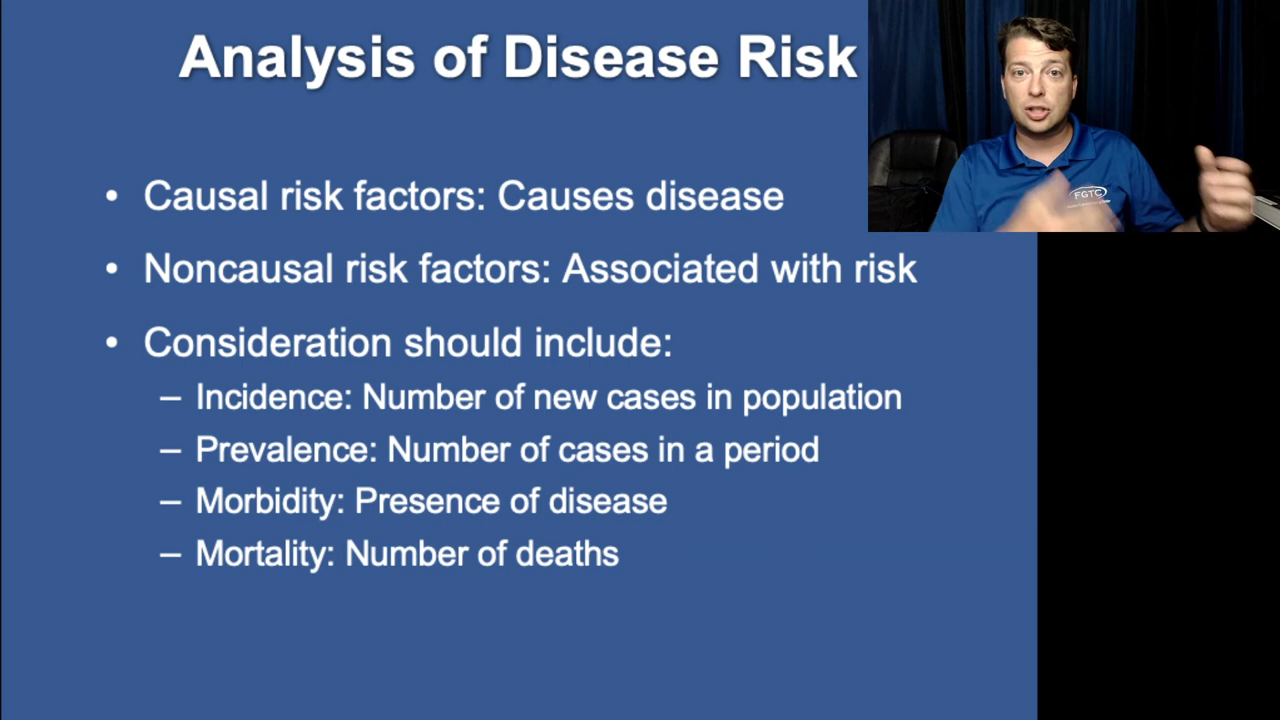 Analysis of Disease Risk
• Causal risk factors: Causes disease
• Noncausal risk factors: Associated with risk
• Consideration should include:
– Incidence: Number of new cases in population
– Prevalence: Number of cases in a period
– Morbidity: Presence of disease
– Mortality: Number of deaths
FGTC